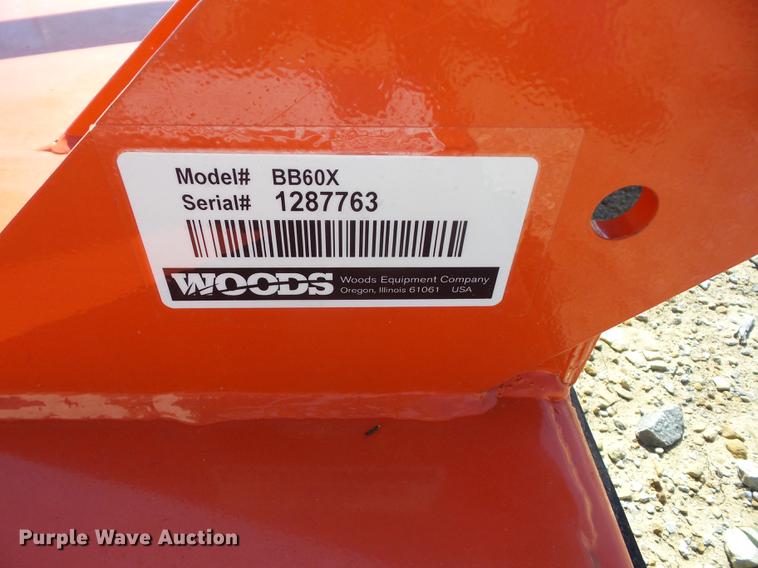 Model# BB60X
Serial# 1287763
WOODS Woods Equipment Company
Oregon, Illinois 61061 USA
Purple Wave Auction